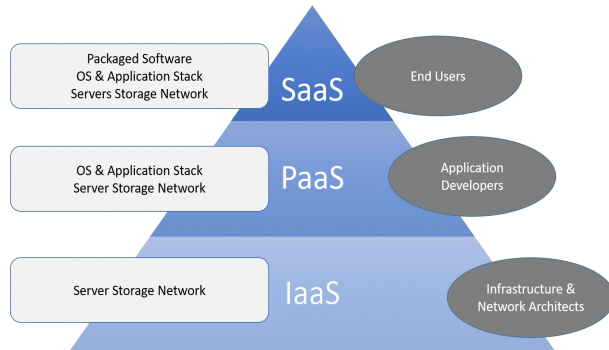 Packaged Software
OS & Application Stack
Servers Storage Network
SaaS
End Users
OS & Application Stack
Server Storage Network
PaaS
Application
Developers
Server Storage Network
IaaS
Infrastructure &
Network Architects